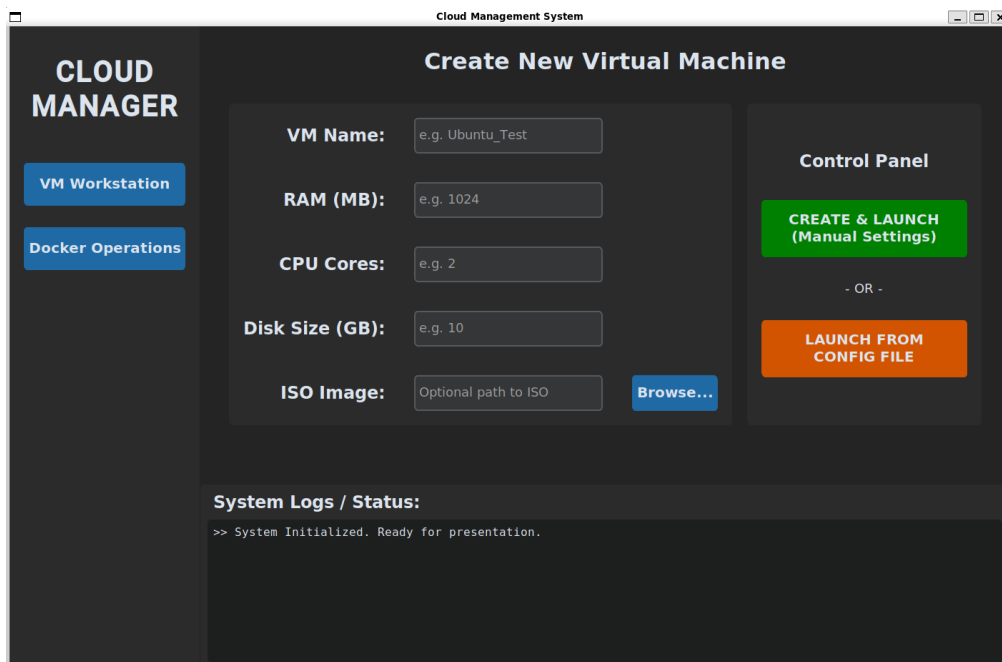 Cloud Management System
CLOUD
MANAGER
VM Workstation
Docker Operations
Create New Virtual Machine
VM Name:
e.g. Ubuntu_Test
RAM (MB):
e.g. 1024
CPU Cores:
e.g. 2
Disk Size (GB):
e.g. 10
ISO Image:
Optional path to ISO
Browse...
Control Panel
CREATE & LAUNCH
(Manual Settings)
- OR -
LAUNCH FROM
CONFIG FILE
System Logs / Status:
>> System Initialized. Ready for presentation.